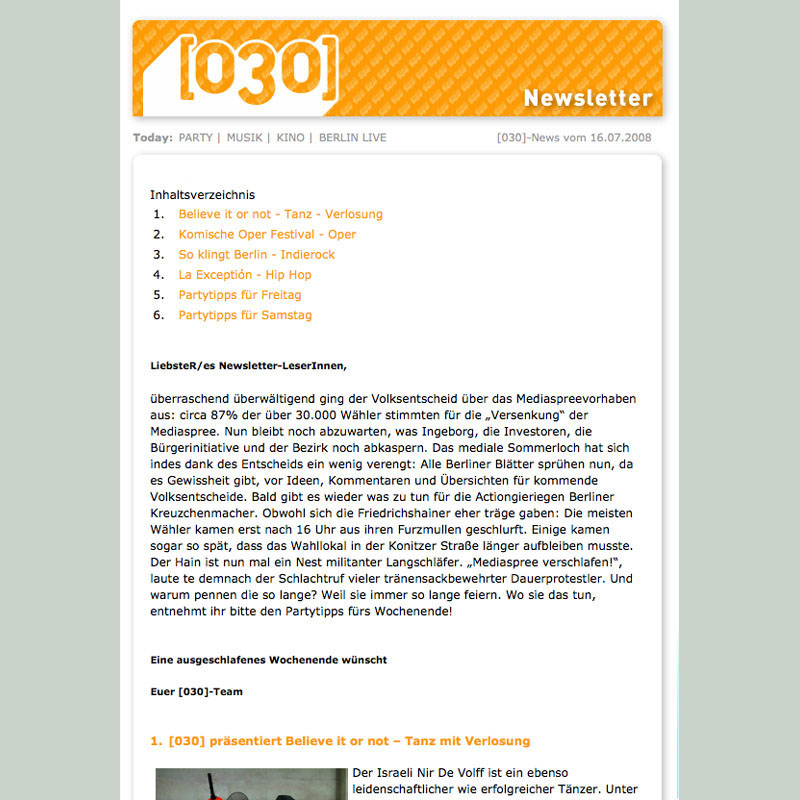 [030]
Newsletter
Today: PARTY | MUSIK | KINO | BERLIN LIVE
[030]-News vom 16.07.2008
Inhaltsverzeichnis
1. Believe it or not - Tanz - Verlosung
2. Komische Oper Festival - Oper
3. So klingt Berlin - Indierock
4. La Exceptión - Hip Hop
5. Partytipps für Freitag
6. Partytipps für Samstag
LiebsteR/es Newsletter-LeserInnen,
überraschend überwältigend ging der Volksentscheid über das Mediaspreevorhaben
aus: circa 87% der über 30.000 Wähler stimmten für die „Versenkung“ der
Mediaspree. Nun bleibt noch abzuwarten, was Ingeborg, die Investoren, die
Bürgerinitiative und der Bezirk noch abkaspern. Das mediale Sommerloch hat sich
indes dank des Entscheids ein wenig verengt: Alle Berliner Blätter sprühen nun, da
es Gewissheit gibt, vor Ideen, Kommentaren und Übersichten für kommende
Volksentscheide. Bald gibt es wieder was zu tun für die Actiongieriegen Berliner
Kreuzchenmacher. Obwohl sich die Friedrichshainer eher träge gaben: Die meisten
Wähler kamen erst nach 16 Uhr aus ihren Furzmullen geschlurft. Einige kamen
sogar so spät, dass das Wahllokal in der Konitzer Straße länger aufbleiben musste.
Der Hain ist nun mal ein Nest militanter Langschläfer. „Mediaspree verschlafen!“,
laute te demnach der Schlachtruf vieler tränensackbewehrter Dauerprotestler. Und
warum pennen die so lange? Weil sie immer so lange feiern. Wo sie das tun,
entnehmt ihr bitte den Partytipps fürs Wochenende!
Eine ausgeschlafenes Wochenende wünscht
Euer [030]-Team
1. [030] präsentiert Believe it or not – Tanz mit Verlosung
Der Israeli Nir De Volff ist ein ebenso
leidenschaftlicher wie erfolgreicher Tänzer. Unter